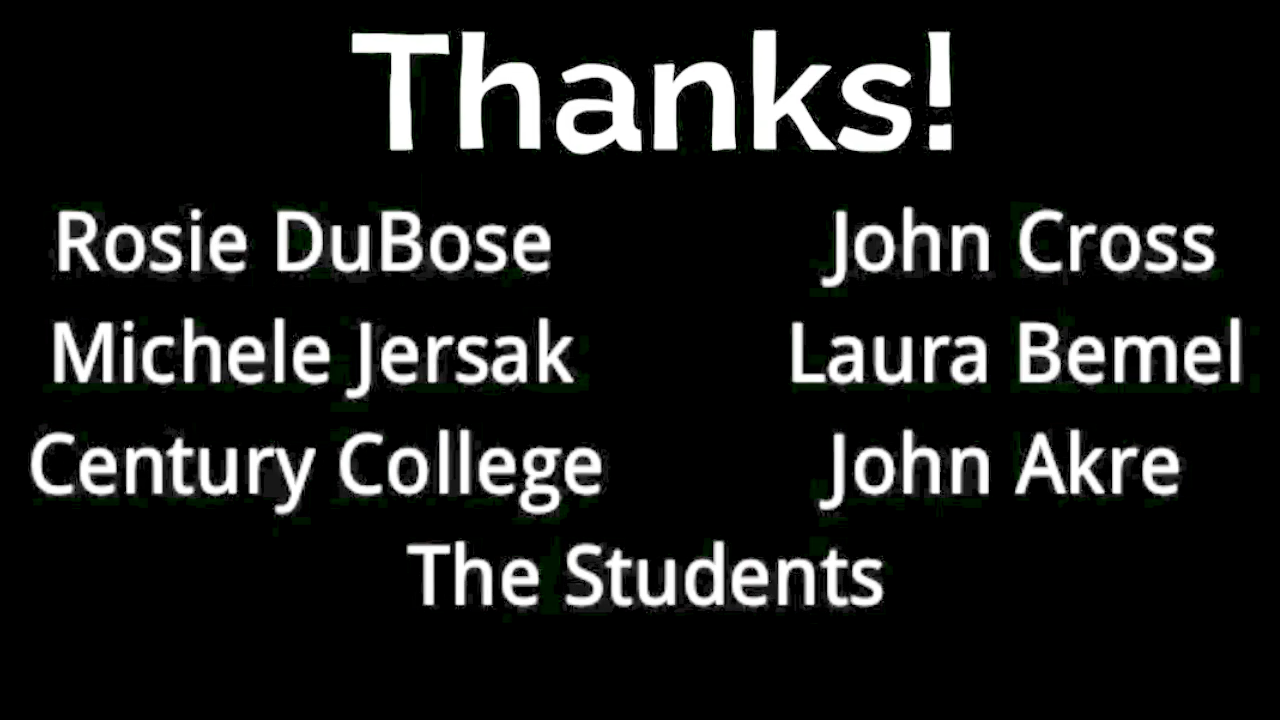 Thanks!
Rosie DuBose
John Cross
Michele Jersak
Laura Bemel
Century College
John Akre
The Students